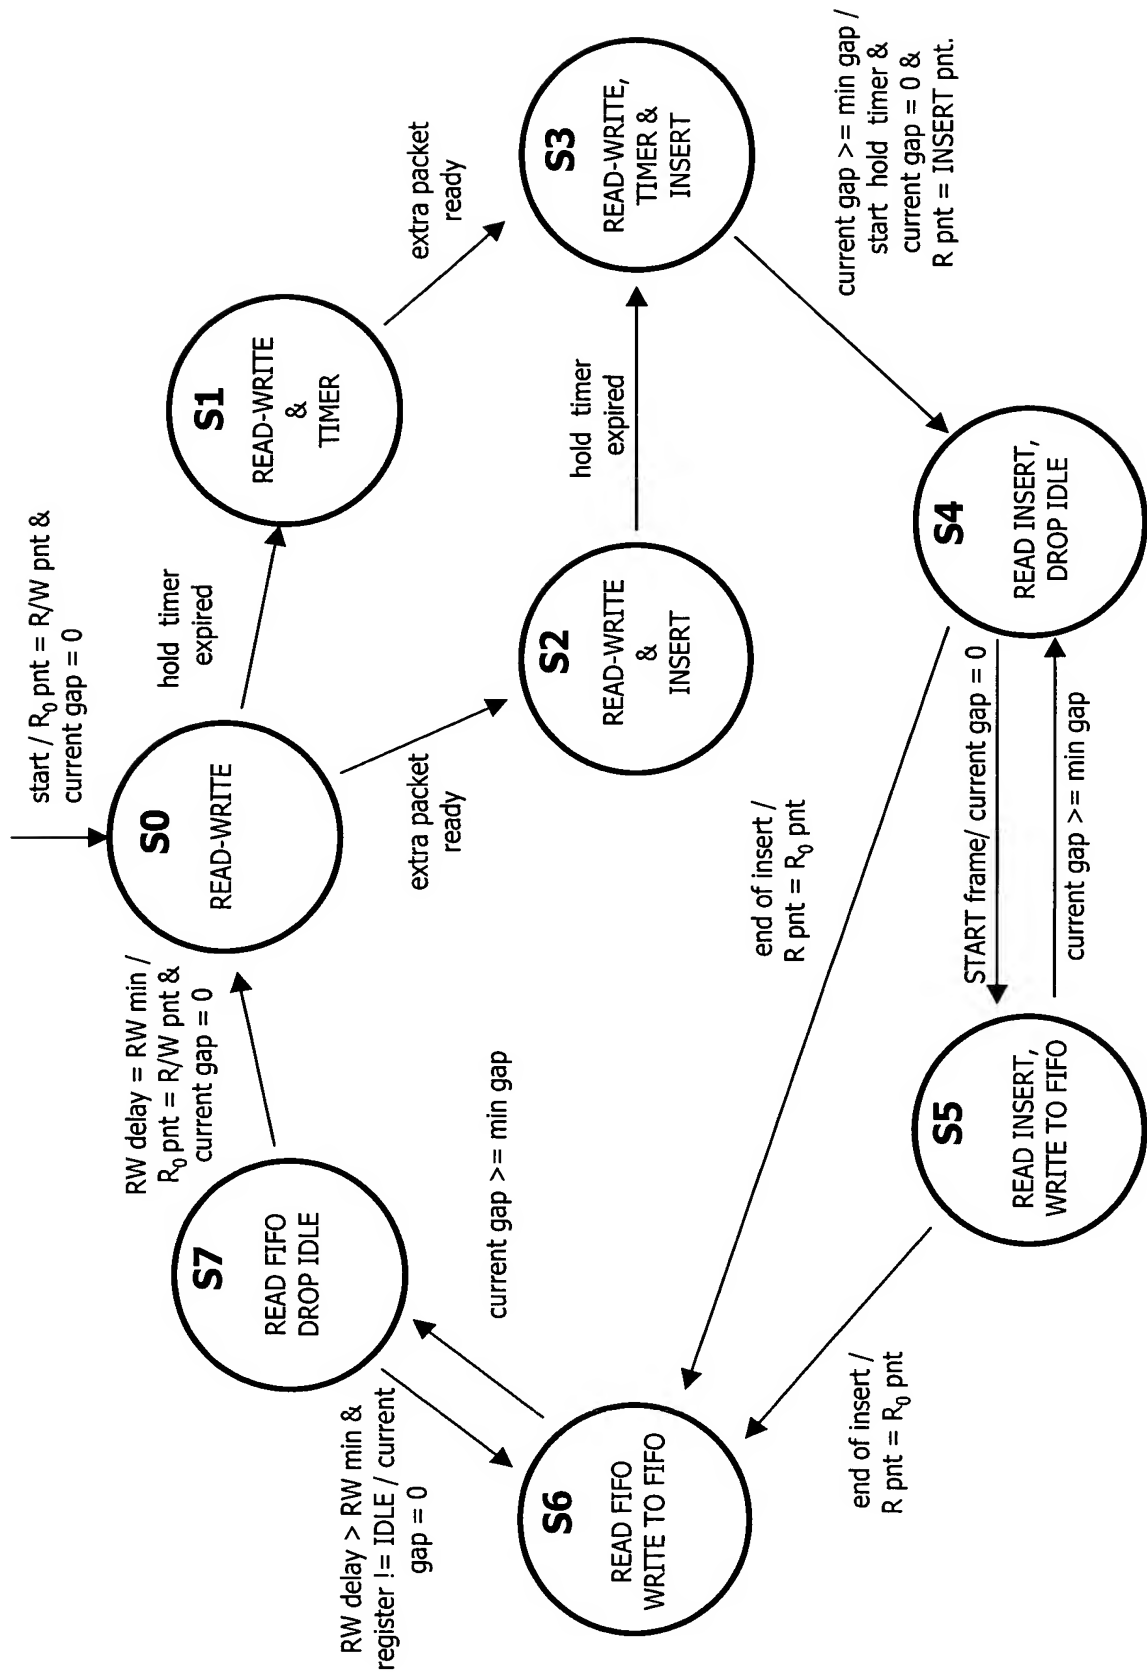 start / R₀ pnt = R/W pnt &
current gap = 0
S0
READ-WRITE
hold timer
expired
S1
READ-WRITE
&
TIMER
extra packet
ready
extra packet
ready
S2
READ-WRITE
&
INSERT
hold timer
expired
S3
READ-WRITE,
TIMER &
INSERT
current gap >= min gap /
start hold timer &
current gap = 0 &
R pnt = INSERT pnt.
S4
READ INSERT,
DROP IDLE
START frame/ current gap = 0
current gap >= min gap
end of insert /
R pnt = R₀ pnt
S5
READ INSERT,
WRITE TO FIFO
end of insert /
R pnt = R₀ pnt
S6
READ FIFO
WRITE TO FIFO
current gap >= min gap
RW delay > RW min &
register != IDLE / current
gap = 0
S7
READ FIFO
DROP IDLE
RW delay = RW min /
R₀ pnt = R/W pnt &
current gap = 0